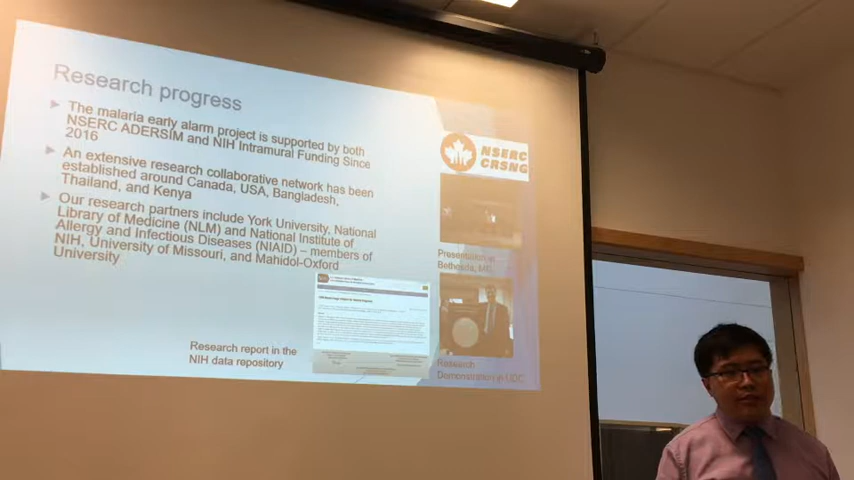 Research progress
The malaria early alarm project is supported by both
NSERC ADERSIM and NIH Intramural Funding Since
2016
An extensive research collaborative network has been
established around Canada, USA, Bangladesh,
Thailand, and Kenya
Our research partners include York University, National
Library of Medicine (NLM) and National Institute of
Allergy and Infectious Diseases (NIAID) – members of
NIH, University of Missouri, and Mahidol-Oxford
University
NSERC
CRSNG
Presentation in
Bethesda, MD
Research
Demonstration in UDC
Research report in the
NIH data repository